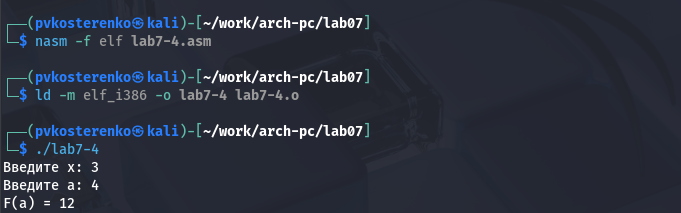 ┌──(pvkosterenko㉿kali)-[~/work/arch-pc/lab07]
└─$ nasm -f elf lab7-4.asm
┌──(pvkosterenko㉿kali)-[~/work/arch-pc/lab07]
└─$ ld -m elf_i386 -o lab7-4 lab7-4.o
┌──(pvkosterenko㉿kali)-[~/work/arch-pc/lab07]
└─$ ./lab7-4
Введите x: 3
Введите a: 4
F(a) = 12